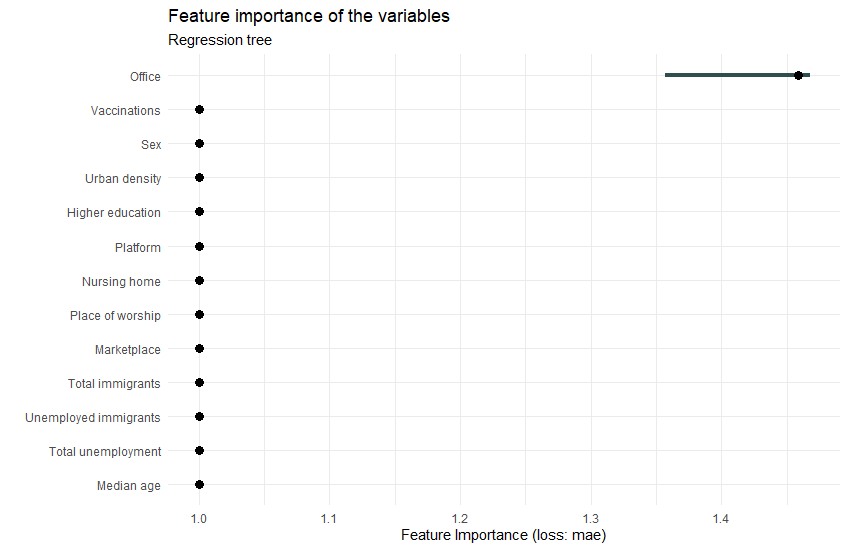 Feature importance of the variables
Regression tree
Office
Vaccinations
Sex
Urban density
Higher education
Platform
Nursing home
Place of worship
Marketplace
Total immigrants
Unemployed immigrants
Total unemployment
Median age
1.0 1.1 1.2 1.3 1.4
Feature Importance (loss: mae)